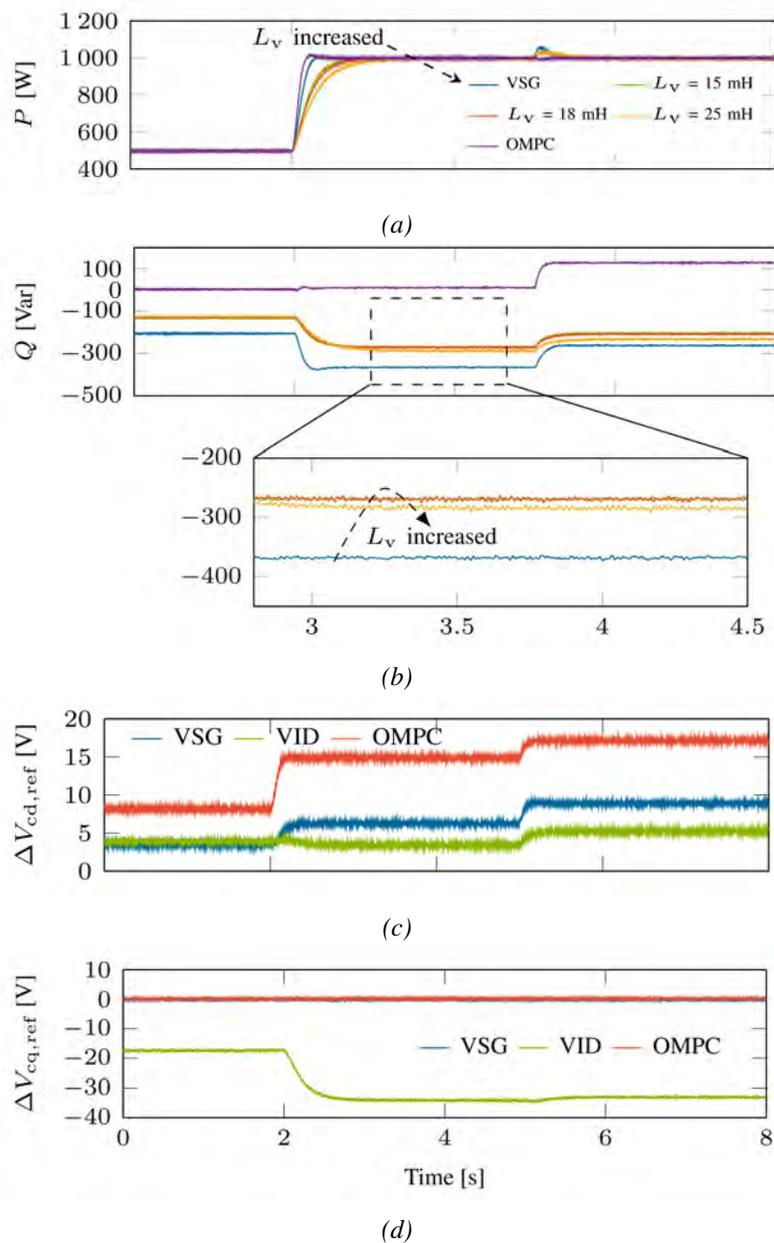 1 000
800
600
400
P [W]
L_v increased
VSG
L_v = 15 mH
L_v = 18 mH
L_v = 25 mH
OMPC
(a)
100
0
−100
−300
−500
Q [Var]
−200
−300
−400
L_v increased
3
3.5
4
4.5
(b)
20
15
10
5
0
ΔV_cd,ref [V]
VSG VID OMPC
(c)
10
0
−10
−20
−30
−40
ΔV_cq,ref [V]
VSG VID OMPC
0 2 4 6 8
Time [s]
(d)